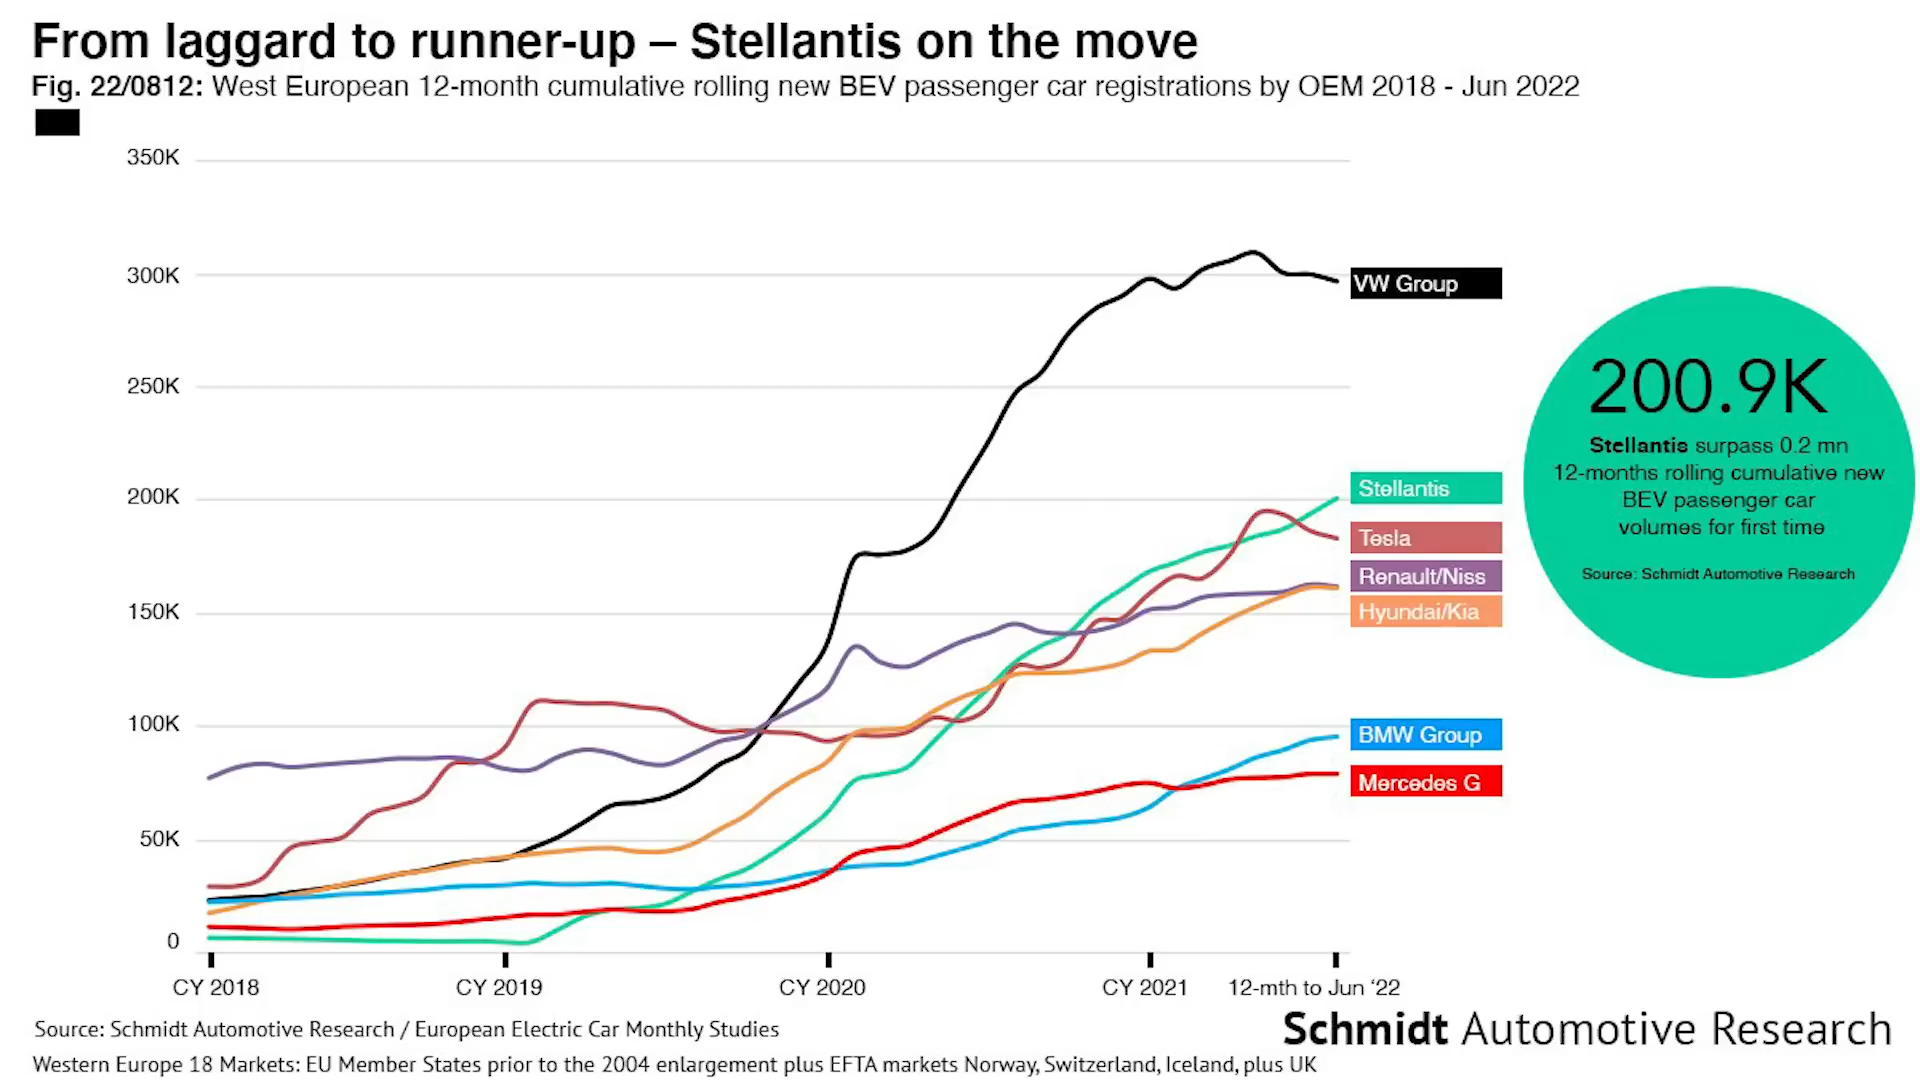 From laggard to runner-up – Stellantis on the move
Fig. 22/0812: West European 12-month cumulative rolling new BEV passenger car registrations by OEM 2018 - Jun 2022
350K
300K
250K
200K
150K
100K
50K
0
VW Group
Stellantis
Tesla
Renault/Niss
Hyundai/Kia
BMW Group
Mercedes G
200.9K
Stellantis surpass 0.2 mn
12-months rolling cumulative new
BEV passenger car
volumes for first time
Source: Schmidt Automotive Research
CY 2018
CY 2019
CY 2020
CY 2021
12-mth to Jun ‘22
Source: Schmidt Automotive Research / European Electric Car Monthly Studies
Schmidt Automotive Research
Western Europe 18 Markets: EU Member States prior to the 2004 enlargement plus EFTA markets Norway, Switzerland, Iceland, plus UK